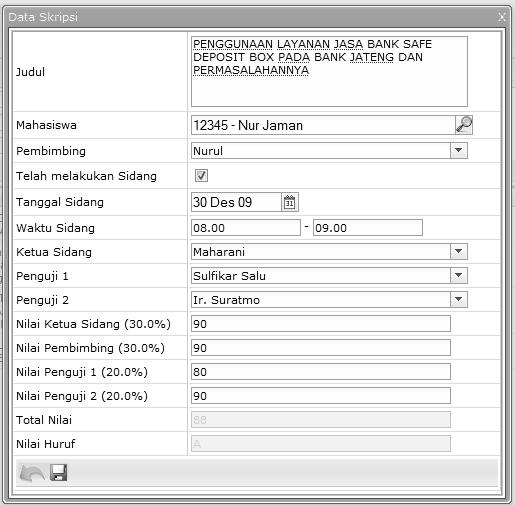 Data Skripsi X
Judul
PENGGUNAAN LAYANAN JASA BANK SAFE
DEPOSIT BOX PADA BANK JATENG DAN
PERMASALAHANNYA
Mahasiswa 12345 - Nur Jaman
Pembimbing Nurul
Telah melakukan Sidang
Tanggal Sidang 30 Des 09 31
Waktu Sidang 08.00 - 09.00
Ketua Sidang Maharani
Penguji 1 Sulfikar Salu
Penguji 2 Ir. Suratmo
Nilai Ketua Sidang (30.0%) 90
Nilai Pembimbing (30.0%) 90
Nilai Penguji 1 (20.0%) 80
Nilai Penguji 2 (20.0%) 90
Total Nilai 88
Nilai Huruf A